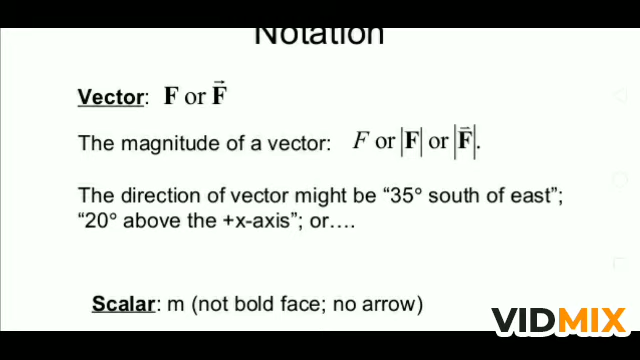 Notation
Vector: F or F⃗
The magnitude of a vector: F or |F| or |F⃗|.
The direction of vector might be “35° south of east”;
“20° above the +x-axis”; or....
Scalar: m (not bold face; no arrow)
VIDMIX